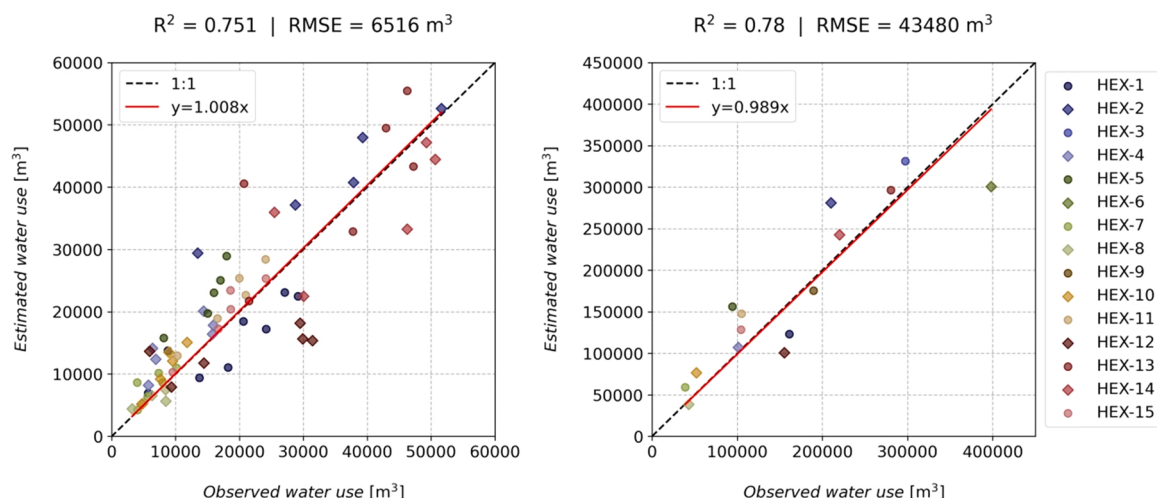 R² = 0.751 | RMSE = 6516 m³
60000
50000
40000
30000
20000
10000
0
0 10000 20000 30000 40000 50000 60000
Estimated water use [m³]
Observed water use [m³]
1:1
y=1.008x
R² = 0.78 | RMSE = 43480 m³
450000
400000
350000
300000
250000
200000
150000
100000
50000
0
0 100000 200000 300000 400000
Estimated water use [m³]
Observed water use [m³]
1:1
y=0.989x
HEX-1
HEX-2
HEX-3
HEX-4
HEX-5
HEX-6
HEX-7
HEX-8
HEX-9
HEX-10
HEX-11
HEX-12
HEX-13
HEX-14
HEX-15